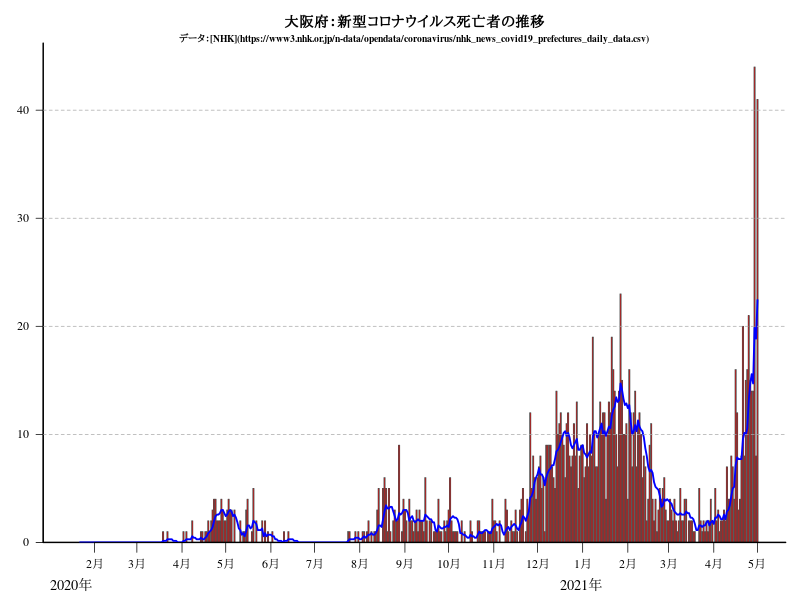 大阪府：新型コロナウイルス死亡者の推移
データ：[NHK](https://www3.nhk.or.jp/n-data/opendata/coronavirus/nhk_news_covid19_prefectures_daily_data.csv)
40
30
20
10
0
2月 3月 4月 5月 6月 7月 8月 9月 10月 11月 12月 1月 2月 3月 4月 5月
2020年 2021年